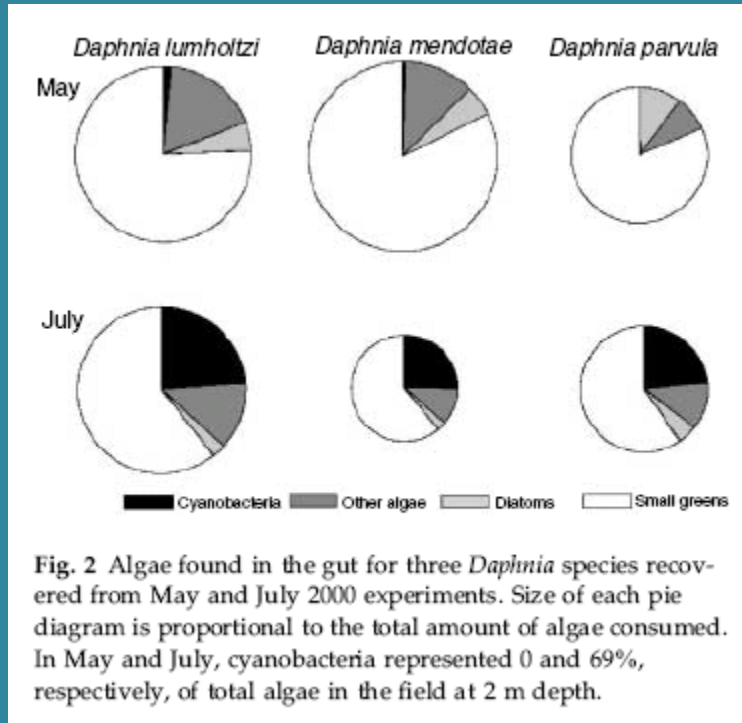 Daphnia lumholtzi Daphnia mendotae Daphnia parvula
May
July
Cyanobacteria Other algae Diatoms Small greens
Fig. 2 Algae found in the gut for three Daphnia species recov-
ered from May and July 2000 experiments. Size of each pie
diagram is proportional to the total amount of algae consumed.
In May and July, cyanobacteria represented 0 and 69%,
respectively, of total algae in the field at 2 m depth.